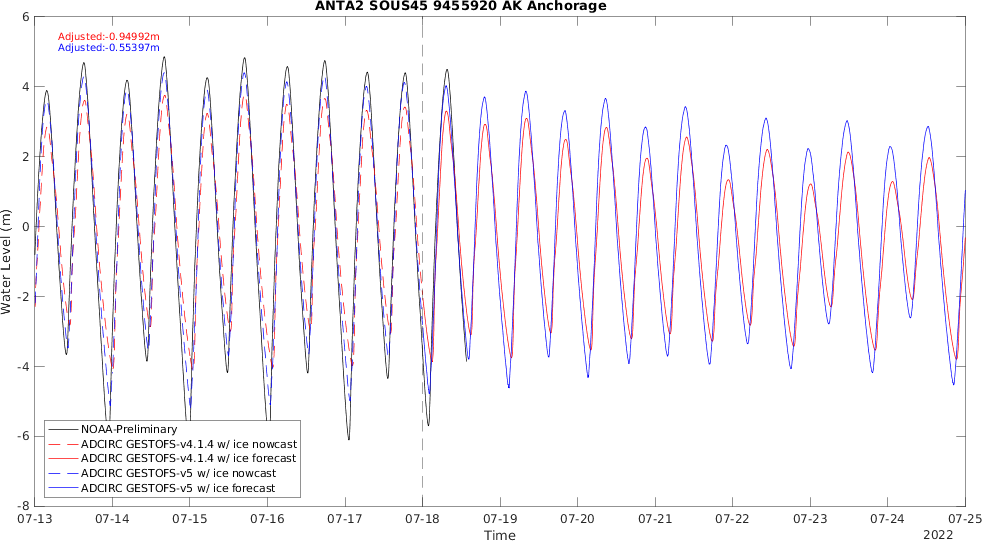 ANTA2 SOUS45 9455920 AK Anchorage
Adjusted:-0.94992m
Adjusted:-0.55397m
6
4
2
0
-2
-4
-6
-8
Water Level (m)
NOAA-Preliminary
ADCIRC GESTOFS-v4.1.4 w/ ice nowcast
ADCIRC GESTOFS-v4.1.4 w/ ice forecast
ADCIRC GESTOFS-v5 w/ ice nowcast
ADCIRC GESTOFS-v5 w/ ice forecast
07-13 07-14 07-15 07-16 07-17 07-18 07-19 07-20 07-21 07-22 07-23 07-24 07-25
Time
2022